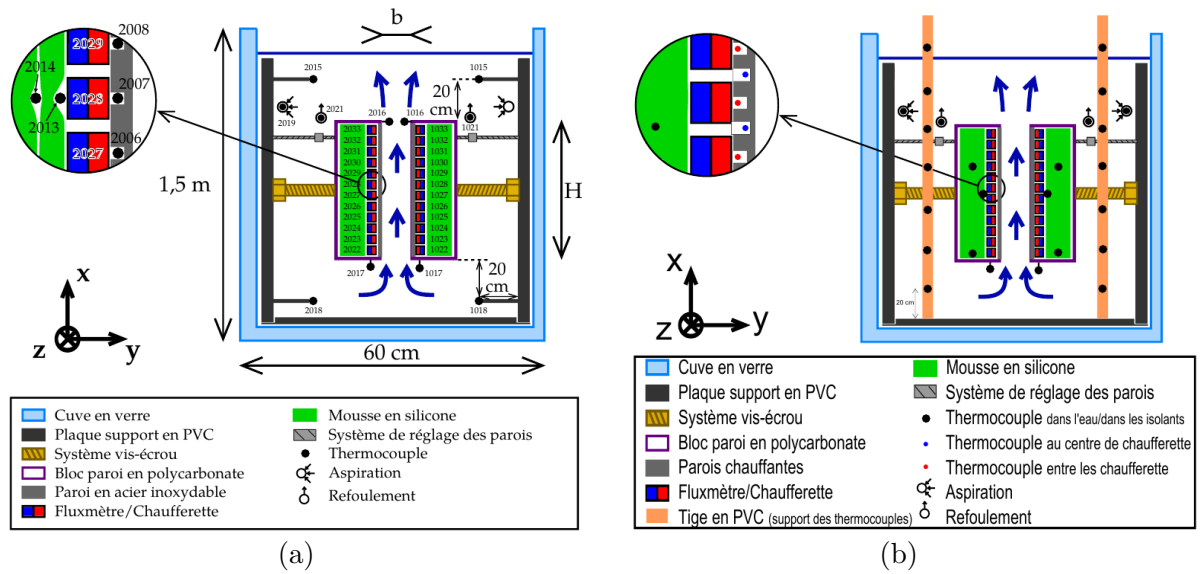 2008
2029
2014
2028
2007
2013
2006
2027
b
2015
1015
20
cm
2019
2021
2016
1016
1021
2033
2032
2031
2030
2029
2028
2027
2026
2025
2024
2023
2022
1033
1032
1031
1030
1029
1028
1027
1026
1025
1024
1023
1022
1,5 m
H
2017
1017
20
cm
2018
1018
60 cm
x
z
y
Cuve en verre
Plaque support en PVC
Système vis-écrou
Bloc paroi en polycarbonate
Paroi en acier inoxydable
Fluxmètre/Chaufferette
Mousse en silicone
Système de réglage des parois
Thermocouple
Aspiration
Refoulement
(a)
20 cm
x
z
y
Cuve en verre
Plaque support en PVC
Système vis-écrou
Bloc paroi en polycarbonate
Parois chauffantes
Fluxmètre/Chaufferette
Tige en PVC (support des thermocouples)
Mousse en silicone
Système de réglage des parois
Thermocouple dans l'eau/dans les isolants
Thermocouple au centre de chaufferette
Thermocouple entre les chaufferette
Aspiration
Refoulement
(b)